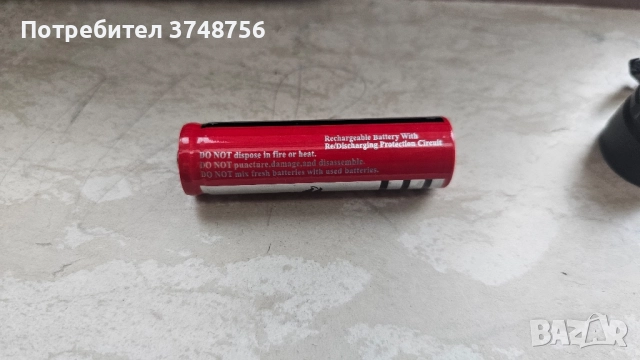 Потребител 3748756
Rechargeable Battery With
Re/Discharging Protection Circuit
DO NOT dispose in fire or heat.
DO NOT puncture,damage,and disassemble.
DO NOT mix fresh batteries with used batteries.
BAZAR